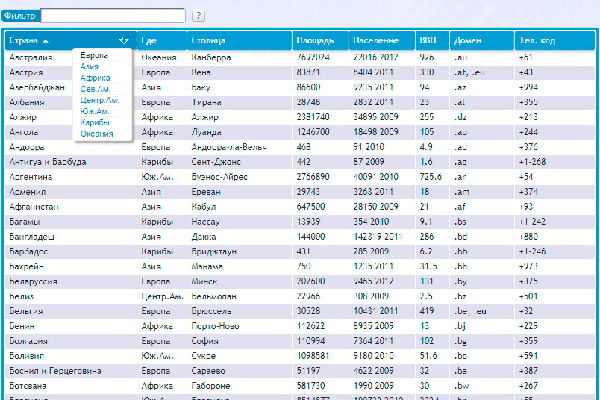 Фильтр ?
Страна Где Столица Площадь Население ВВП Домен Тел. код
Австралия Океания Канберра 7692024 22016 2012 926 .au +61
Австрия Европа Вена 83871 8404 2011 330 .at, .eu +43
Азербайджан Азия Баку 86600 9235 2011 94 .az +994
Албания Европа Тирана 28748 2832 2011 23 .al +355
Алжир Африка Алжир 2381740 34895 2009 255 .dz +213
Ангола Африка Луанда 1246700 18498 2009 105 .ao +244
Андорра Европа Андорра-ла-Велья 468 84 2010 4.9 .ad +376
Антигуа и Барбуда Карибы Сент-Джонс 442 87 2009 1.6 .ag +1-268
Аргентина Юж.Ам. Буэнос-Айрес 2766890 40091 2010 725.6 .ar +54
Армения Азия Ереван 29743 3263 2011 18 .am +374
Афганистан Азия Кабул 647500 28150 2009 21 .af +93
Багамы Карибы Нассау 13939 354 2010 9.1 .bs +1-242
Бангладеш Азия Дакка 144000 142319 2011 286 .bd +880
Барбадос Карибы Бриджтаун 431 285 2009 6.2 .bb +1-246
Бахрейн Азия Манама 750 1235 2011 31.5 .bh +973
Беларуссия Европа Минск 207600 9465 2012 131 .by +375
Белиз Центр.Ам. Бельмопан 22966 308 2009 2.5 .bz +501
Бельгия Европа Брюссель 30528 10431 2011 419 .be, .eu +32
Бенин Африка Порто-Ново 112622 8935 2009 13 .bj +229
Болгария Европа София 110994 7364 2011 102 .bg +359
Боливия Юж.Ам. Сукре 1098581 9180 2010 51.6 .bo +591
Босния и Герцеговина Европа Сараево 51197 4622 2009 32 .ba +387
Ботсвана Африка Габороне 581730 1990 2009 30 .bw +267
Европа
Азия
Африка
Сев.Ам.
Центр.Ам.
Юж.Ам.
Карибы
Океания